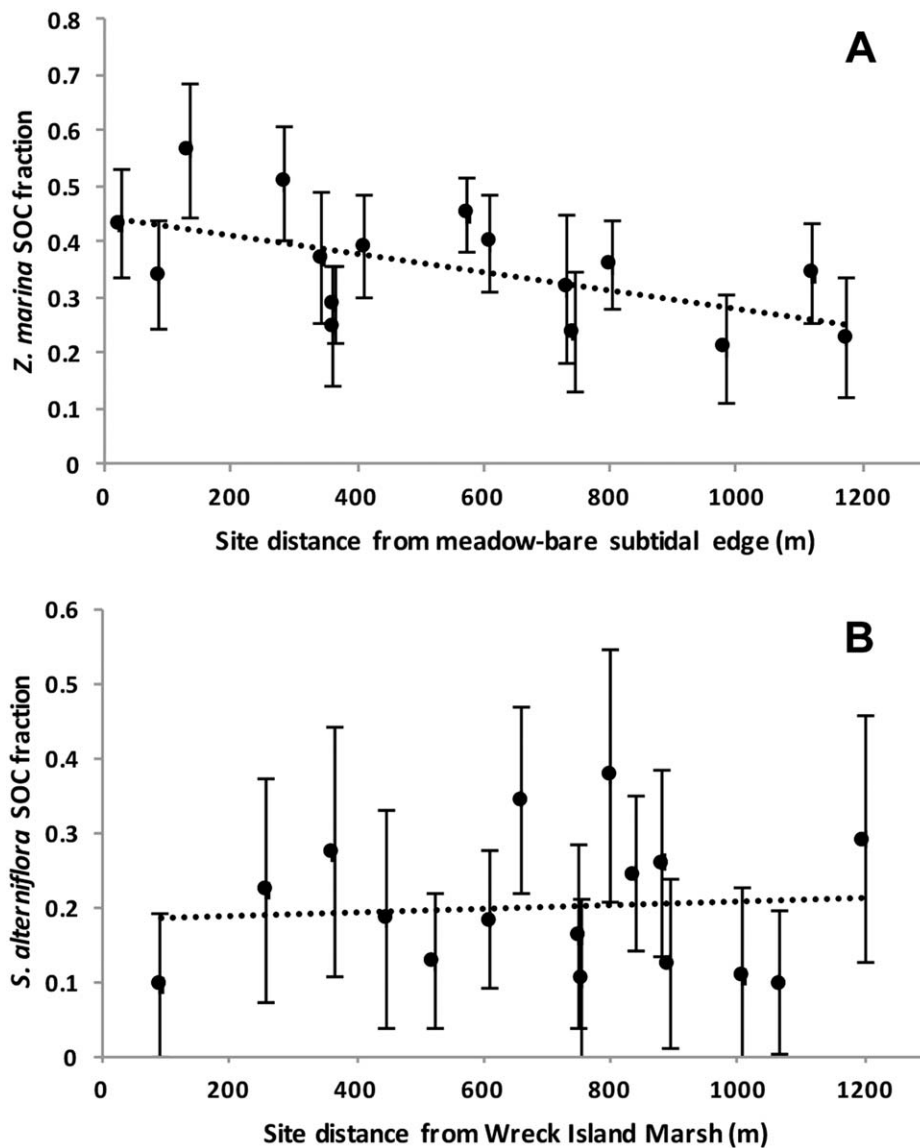 A
0.8
0.7
0.6
0.5
0.4
0.3
0.2
0.1
0
Z. marina SOC fraction
0 200 400 600 800 1000 1200
Site distance from meadow-bare subtidal edge (m)
B
0.6
0.5
0.4
0.3
0.2
0.1
0
S. alterniflora SOC fraction
0 200 400 600 800 1000 1200
Site distance from Wreck Island Marsh (m)